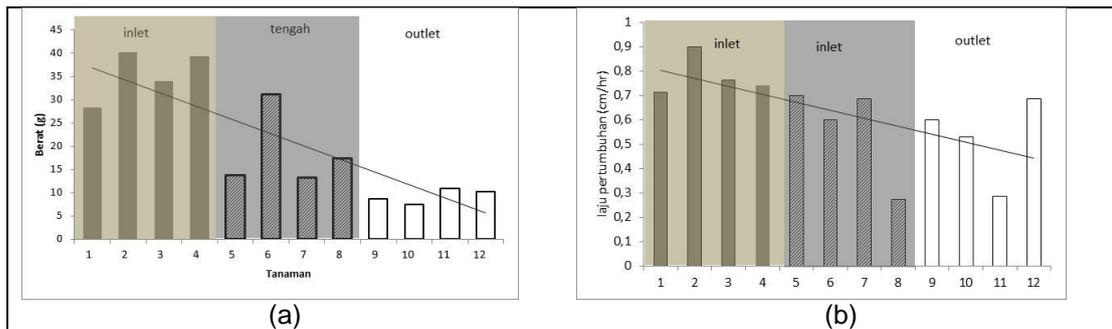 inlet
tengah
outlet
45
40
35
30
25
20
15
10
5
0
Berat (g)
1 2 3 4 5 6 7 8 9 10 11 12
Tanaman
(a)
inlet
inlet
outlet
1
0,9
0,8
0,7
0,6
0,5
0,4
0,3
0,2
0,1
0
laju pertumbuhan (cm/hr)
1 2 3 4 5 6 7 8 9 10 11 12
(b)